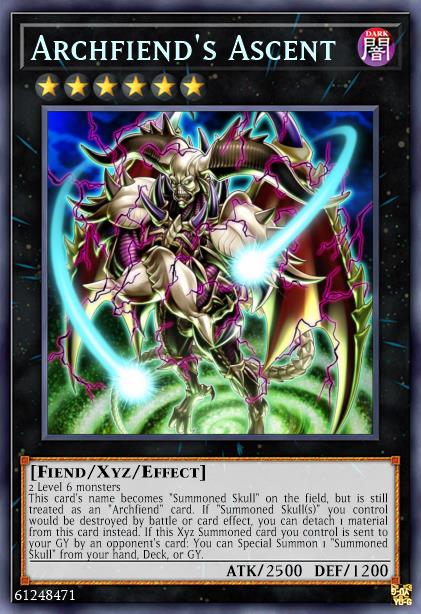 ARCHFIEND'S ASCENT
DARK
闇
[FIEND/XYZ/EFFECT]
2 Level 6 monsters
This card's name becomes "Summoned Skull" on the field, but is still
treated as an "Archfiend" card. If "Summoned Skull(s)" you control
would be destroyed by battle or card effect, you can detach 1 material
from this card instead. If this Xyz Summoned card you control is sent to
your GY by an opponent's card: You can Special Summon 1 "Summoned
Skull" from your hand, Deck, or GY.
ATK/2500 DEF/1200
61248471